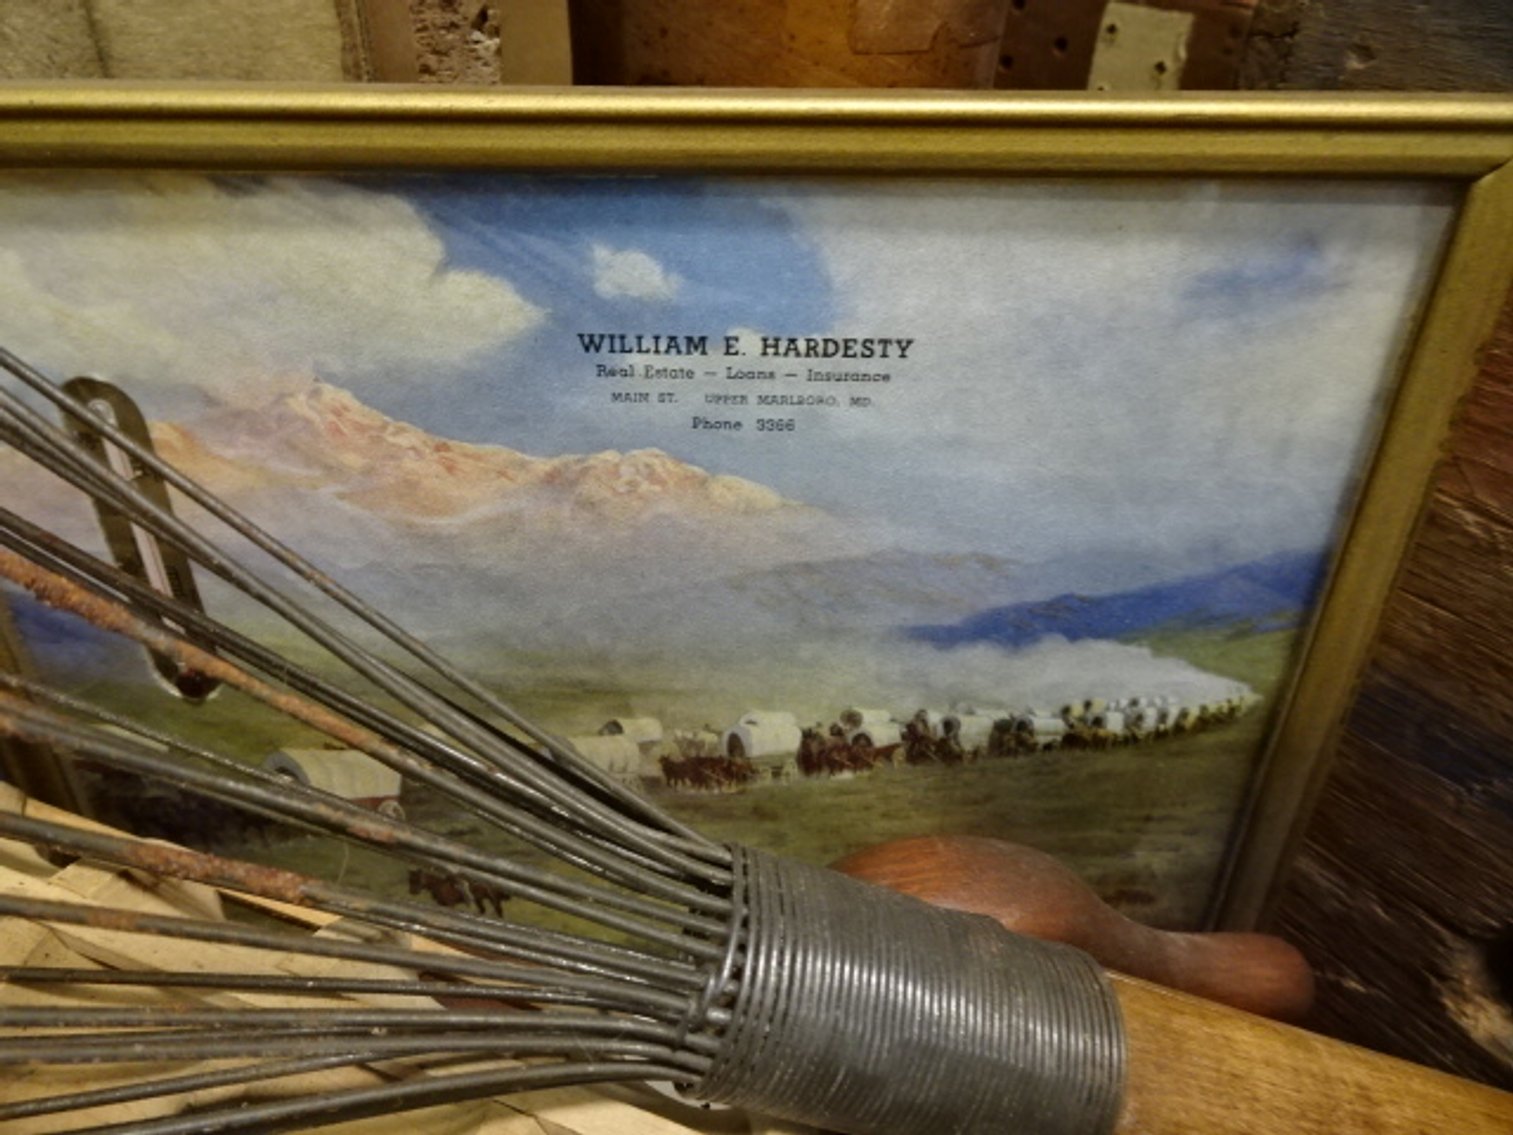 WILLIAM E. HARDESTY
Real Estate — Loans — Insurance
MAIN ST. UPPER MARLBORO, MD.
Phone 3366